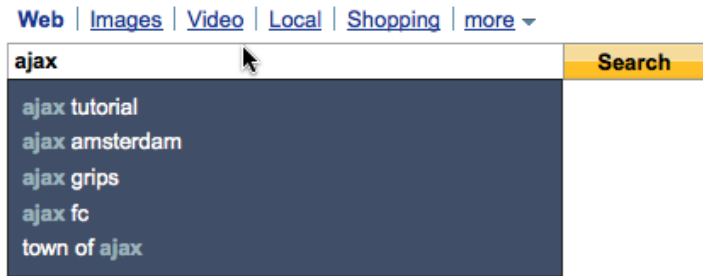 Web Images Video Local Shopping more
ajax Search
ajax tutorial
ajax amsterdam
ajax grips
ajax fc
town of ajax